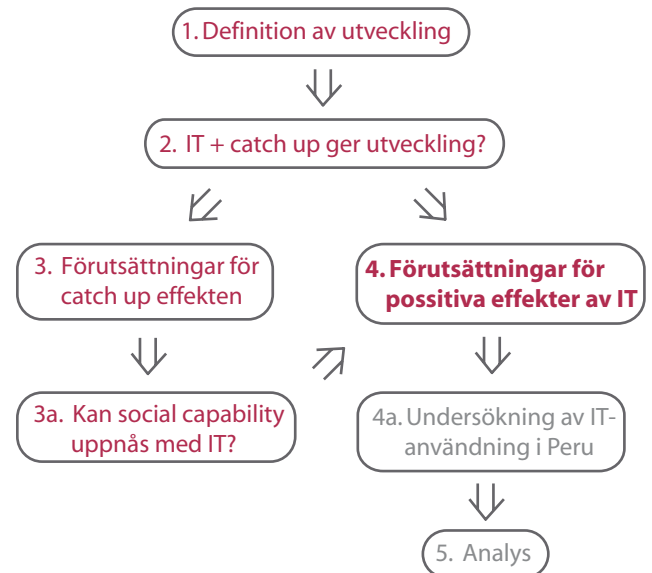 1. Definition av utveckling
2. IT + catch up ger utveckling?
3. Förutsättningar för
catch up effekten
4. Förutsättningar för
possitiva effekter av IT
3a. Kan social capability
uppnås med IT?
4a. Undersökning av IT-
användning i Peru
5. Analys